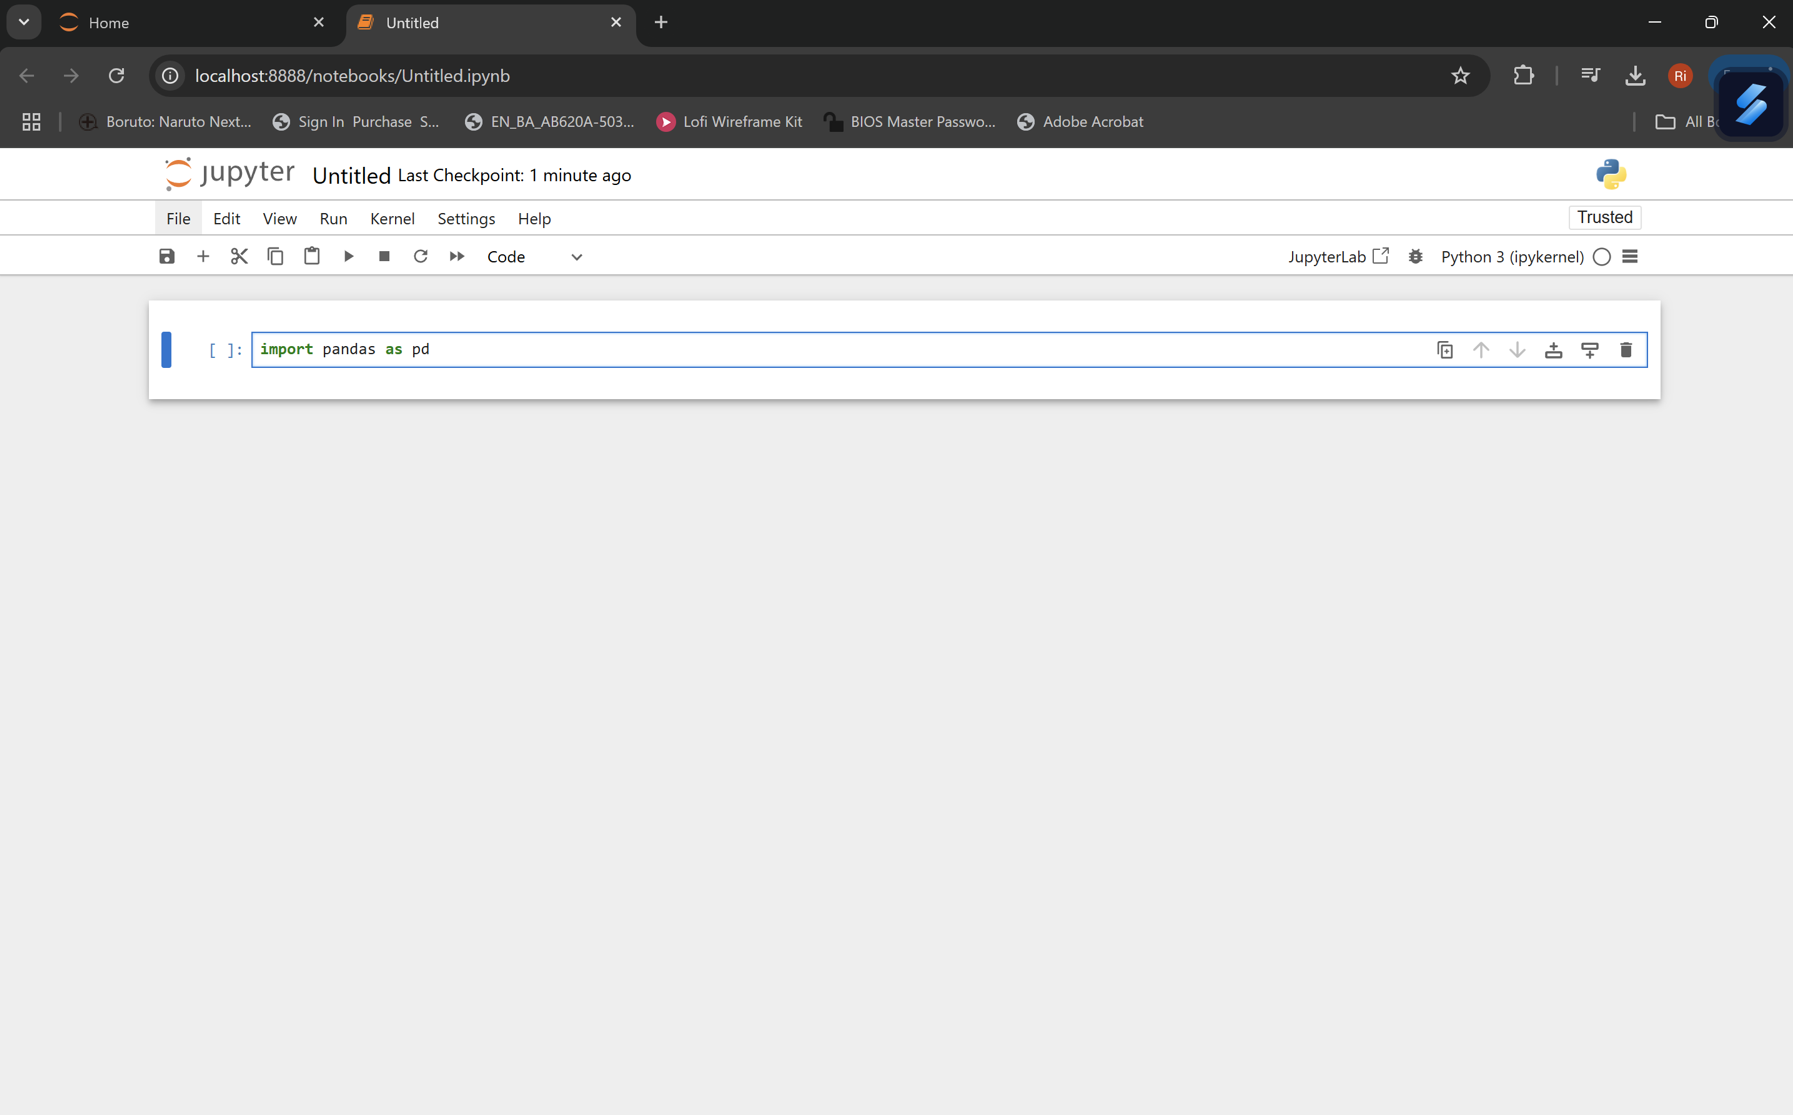 Home
Untitled
localhost:8888/notebooks/Untitled.ipynb
Ri
Boruto: Naruto Next...
Sign In Purchase S...
EN_BA_AB620A-503...
Lofi Wireframe Kit
BIOS Master Passwo...
Adobe Acrobat
All B
jupyter Untitled Last Checkpoint: 1 minute ago
File Edit View Run Kernel Settings Help
Trusted
Code
JupyterLab
Python 3 (ipykernel)
[ ]: import pandas as pd